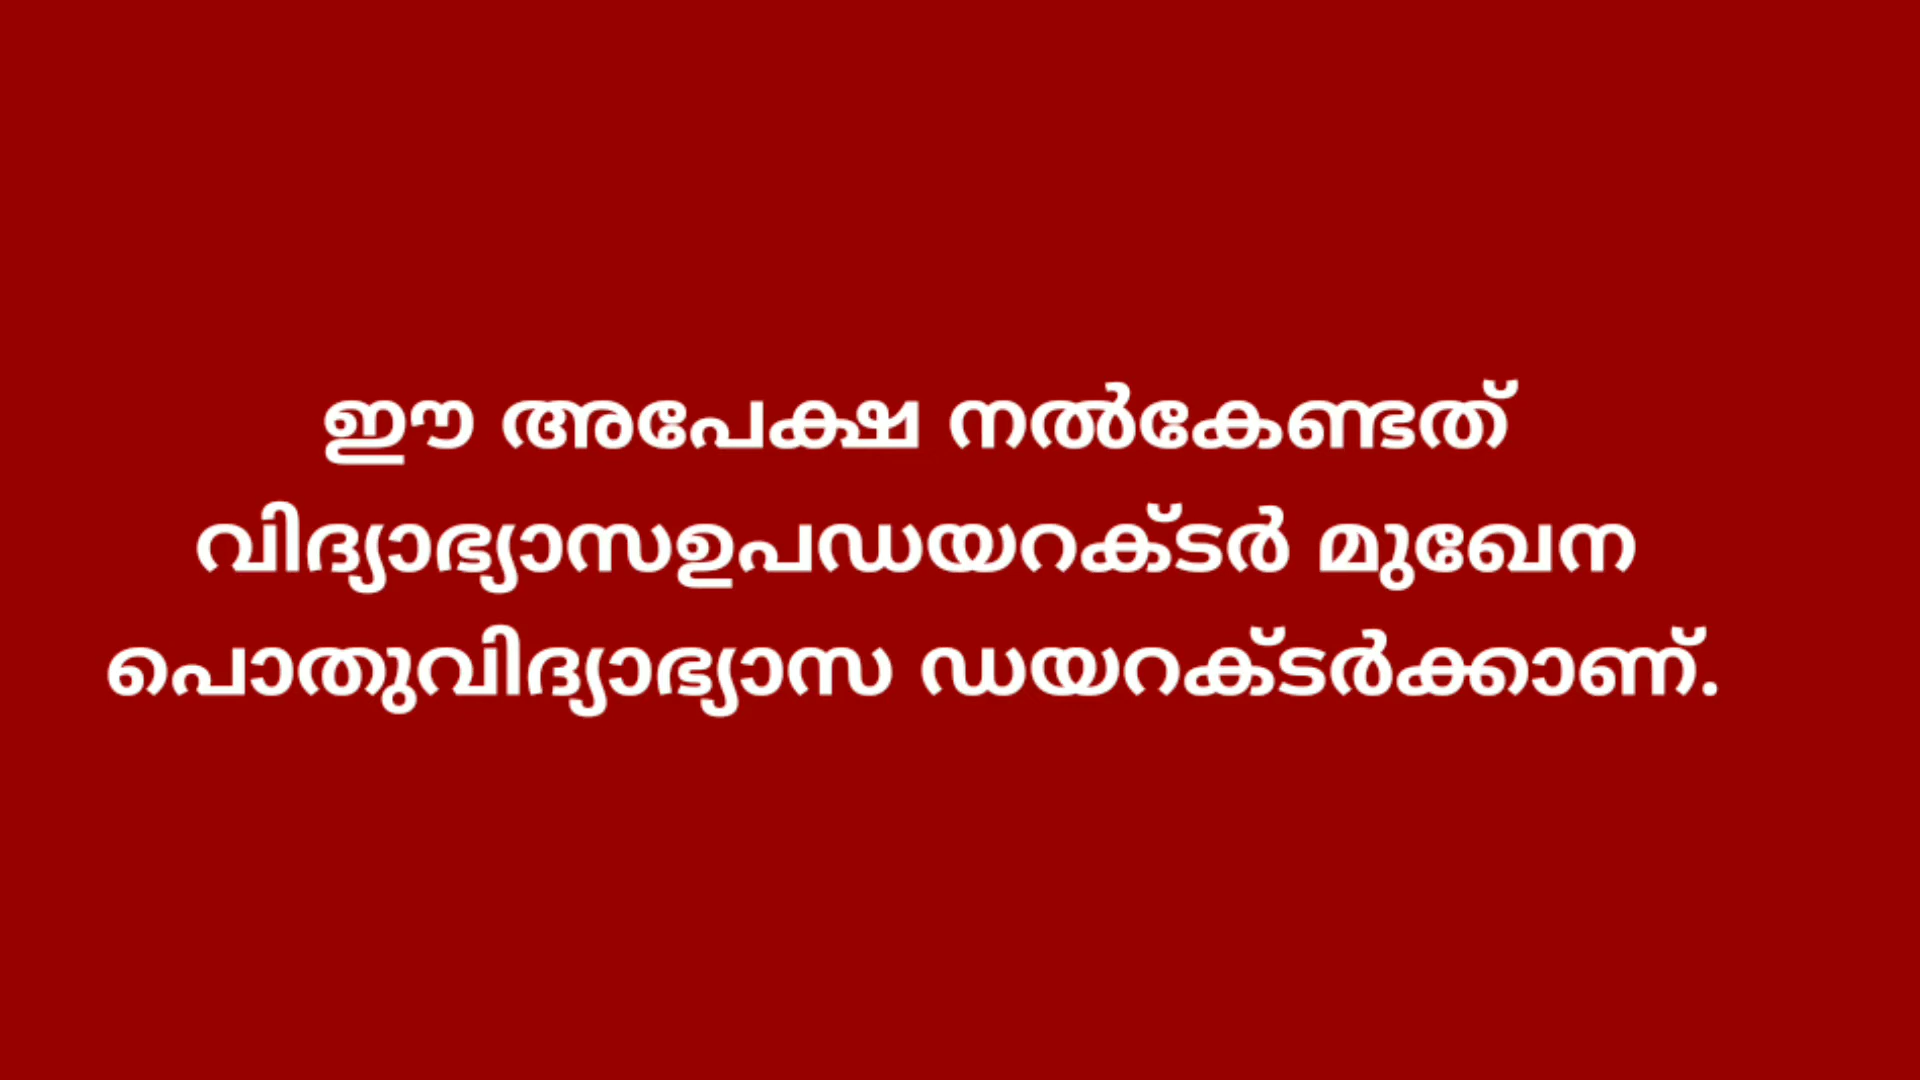 ഈ അപേക്ഷ നൽകേണ്ടത്
വിദ്യാഭ്യാസഉപഡയറക്ടർ മുഖേന
പൊതുവിദ്യാഭ്യാസ ഡയറക്ടർക്കാണ്.